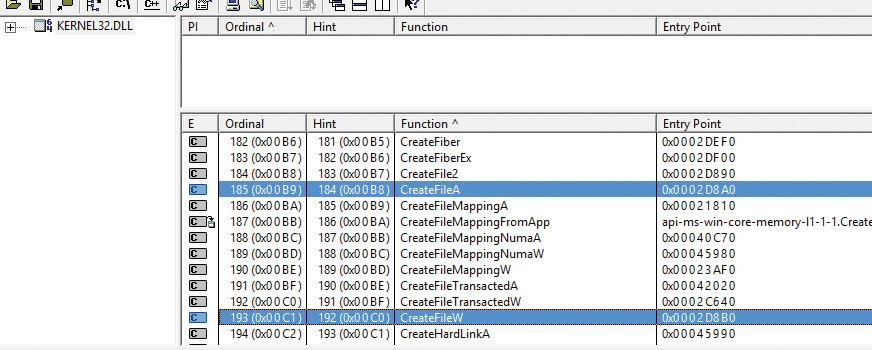 C:\ C++
KERNEL32.DLL
PI Ordinal ^ Hint Function Entry Point
E Ordinal Hint Function ^ Entry Point
C 182 (0x00B6) 181 (0x00B5) CreateFiber 0x0002DEF0
C 183 (0x00B7) 182 (0x00B6) CreateFiberEx 0x0002DF00
C 184 (0x00B8) 183 (0x00B7) CreateFile2 0x0002D890
C 185 (0x00B9) 184 (0x00B8) CreateFileA 0x0002D8A0
C 186 (0x00BA) 185 (0x00B9) CreateFileMappingA 0x00021810
C 187 (0x00BB) 186 (0x00BA) CreateFileMappingFromApp api-ms-win-core-memory-l1-1-1.Create
C 188 (0x00BC) 187 (0x00BB) CreateFileMappingNumaA 0x00040C70
C 189 (0x00BD) 188 (0x00BC) CreateFileMappingNumaW 0x00045980
C 190 (0x00BE) 189 (0x00BD) CreateFileMappingW 0x00023AF0
C 191 (0x00BF) 190 (0x00BE) CreateFileTransactedA 0x00042020
C 192 (0x00C0) 191 (0x00BF) CreateFileTransactedW 0x0002C640
C 193 (0x00C1) 192 (0x00C0) CreateFileW 0x0002D8B0
C 194 (0x00C2) 193 (0x00C1) CreateHardLinkA 0x00045990